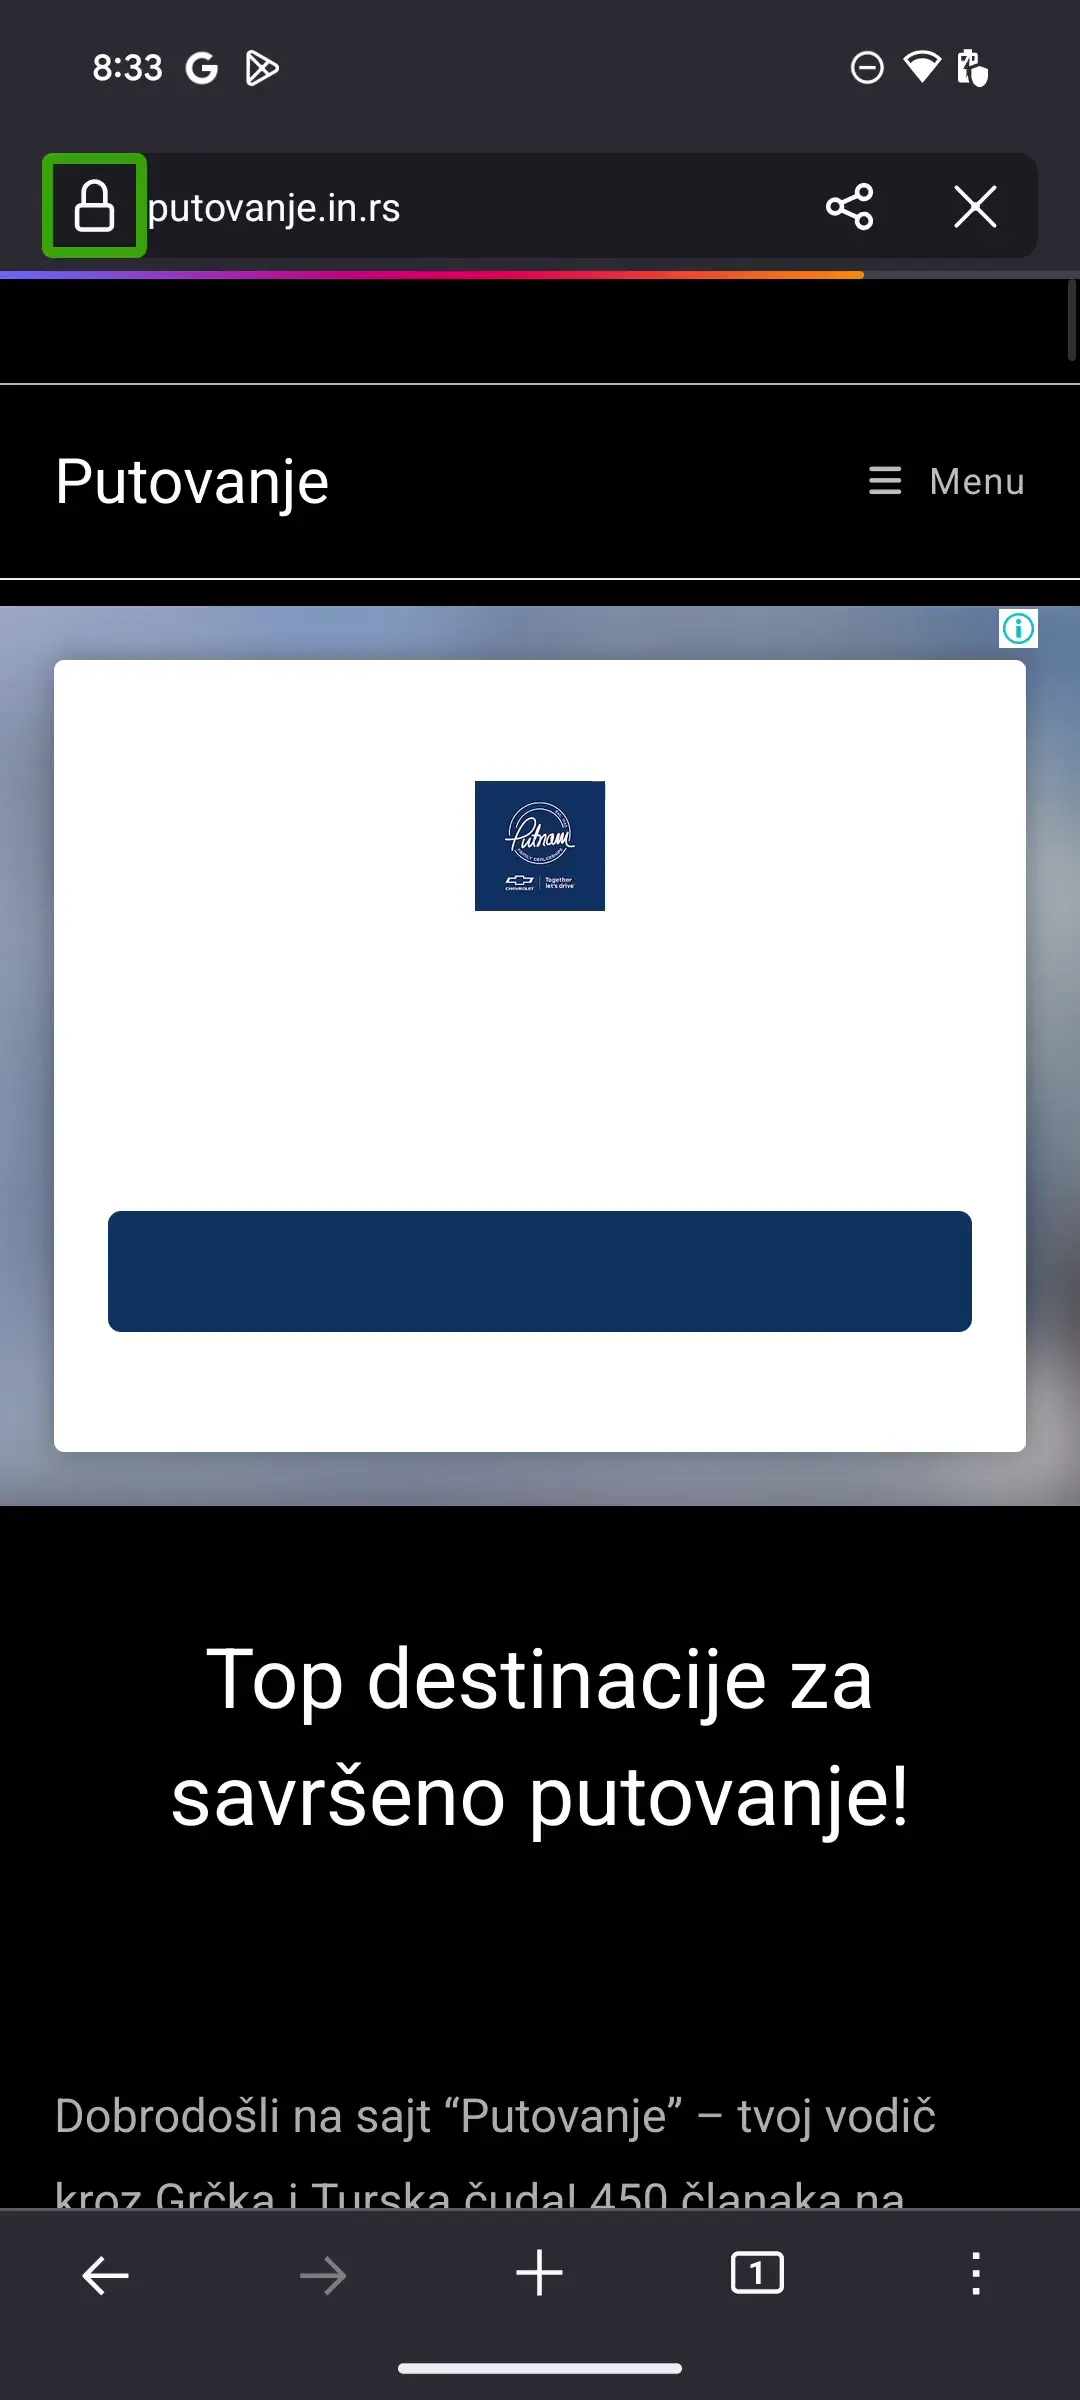 8:33
putovanje.in.rs
Putovanje
Menu
Putnam
FAMILY DEALERSHIPS
CHEVROLET
Together
let's drive
Top destinacije za
savršeno putovanje!
Dobrodošli na sajt “Putovanje” – tvoj vodič
kroz Grčka i Turska čuda! 450 članaka na
1